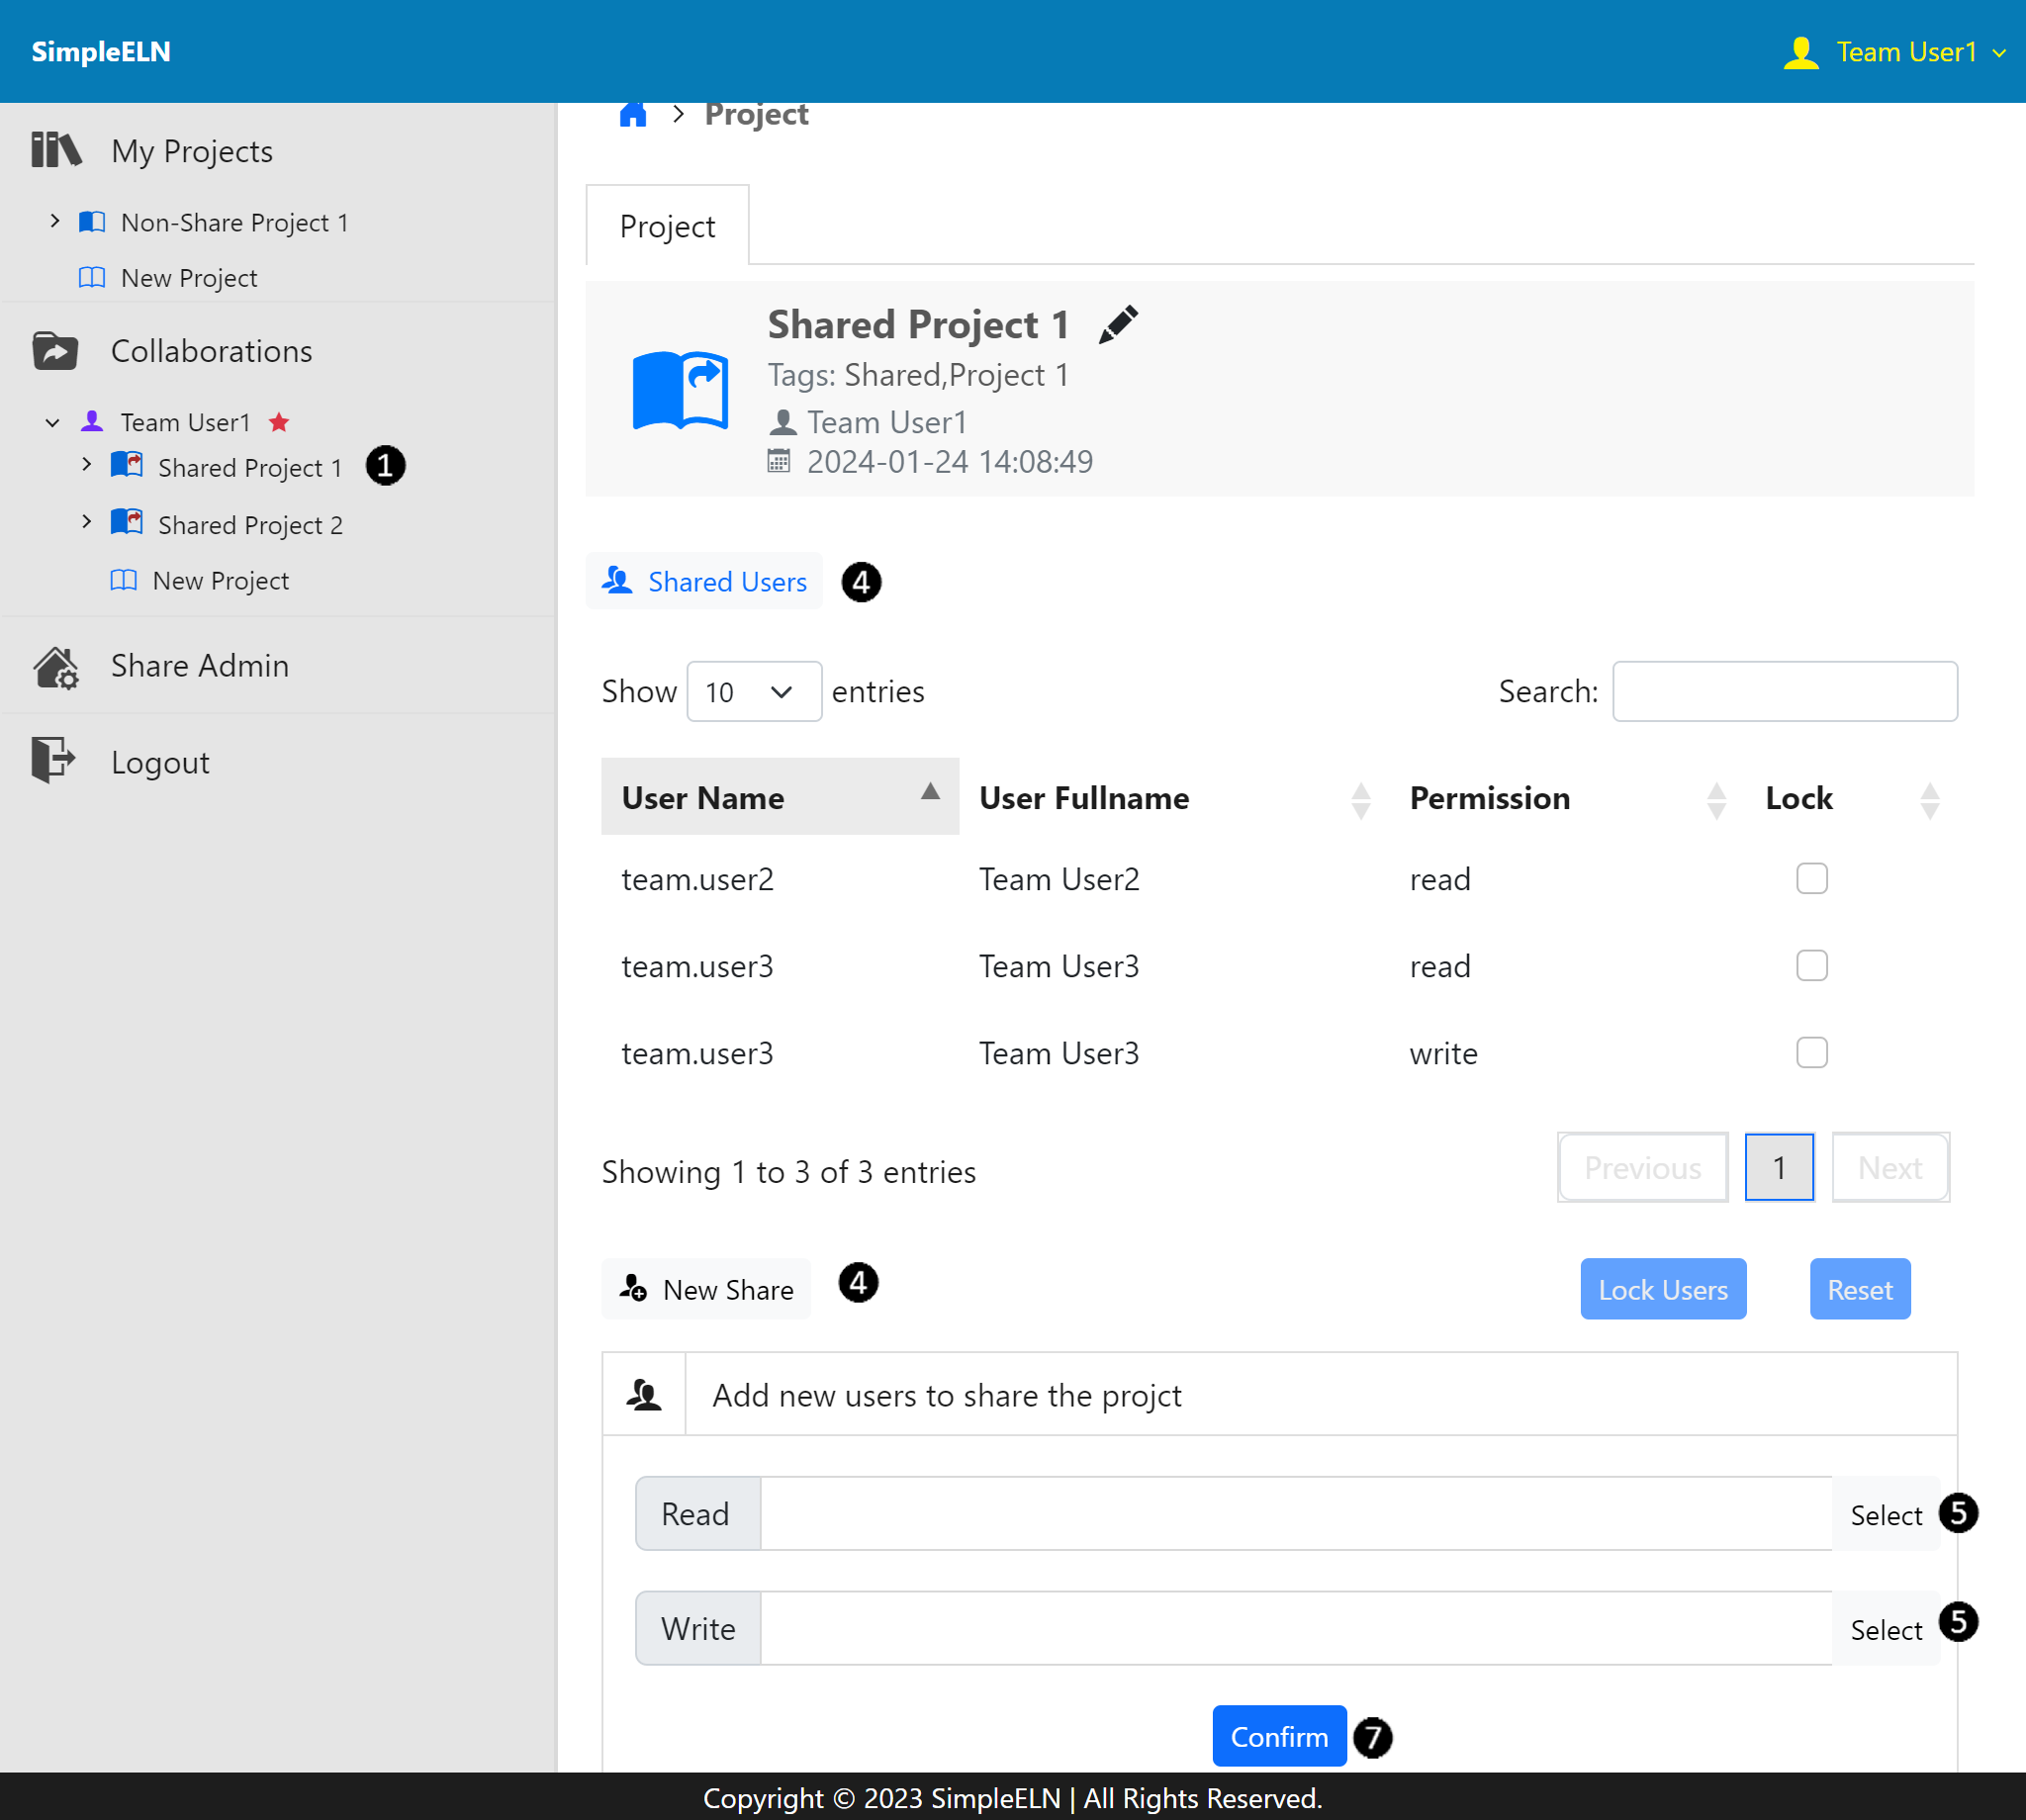 SimpleELN
Team User1
My Projects
Non-Share Project 1
New Project
Collaborations
Team User1
Shared Project 1 1
Shared Project 2
New Project
Share Admin
Logout
Project
Project
Shared Project 1
Tags: Shared,Project 1
Team User1
2024-01-24 14:08:49
Shared Users 4
Show 10 entries Search:
User Name User Fullname Permission Lock
team.user2 Team User2 read
team.user3 Team User3 read
team.user3 Team User3 write
Showing 1 to 3 of 3 entries Previous 1 Next
New Share 4 Lock Users Reset
Add new users to share the projct
Read Select 5
Write Select 5
Confirm 7
Copyright © 2023 SimpleELN | All Rights Reserved.